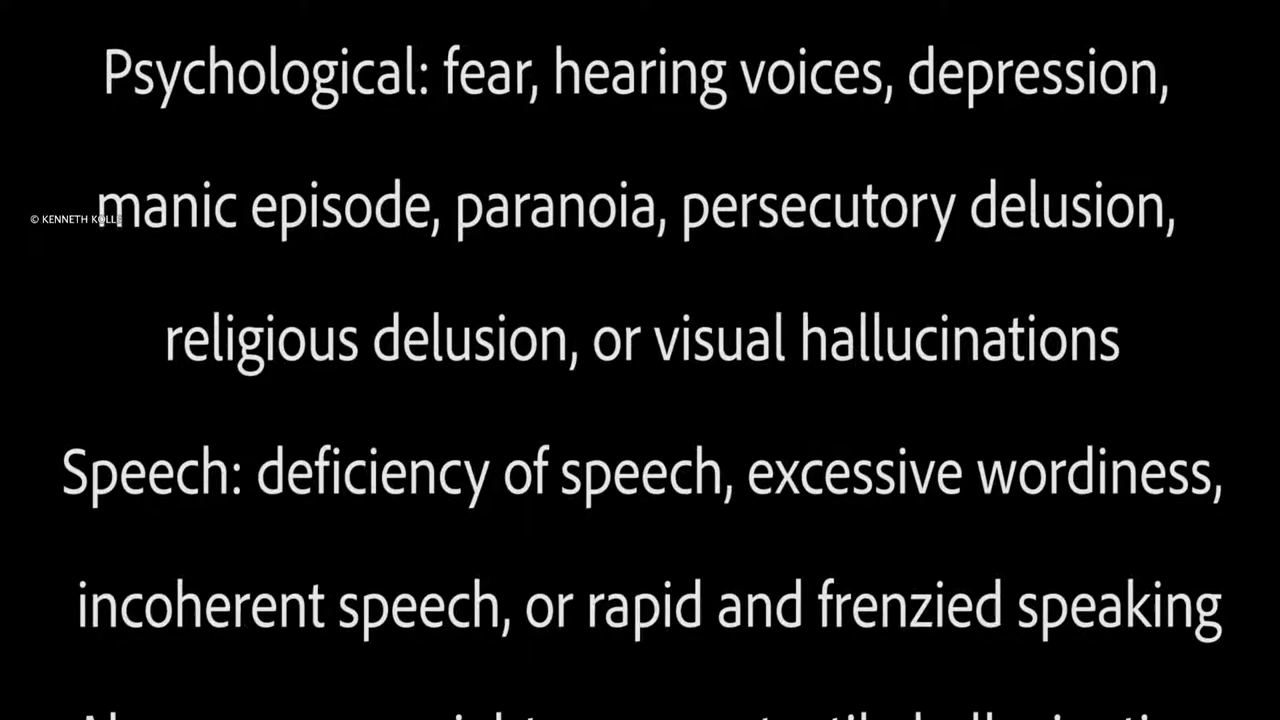 Psychological: fear, hearing voices, depression,
© KENNETH KOLL
manic episode, paranoia, persecutory delusion,
religious delusion, or visual hallucinations
Speech: deficiency of speech, excessive wordiness,
incoherent speech, or rapid and frenzied speaking